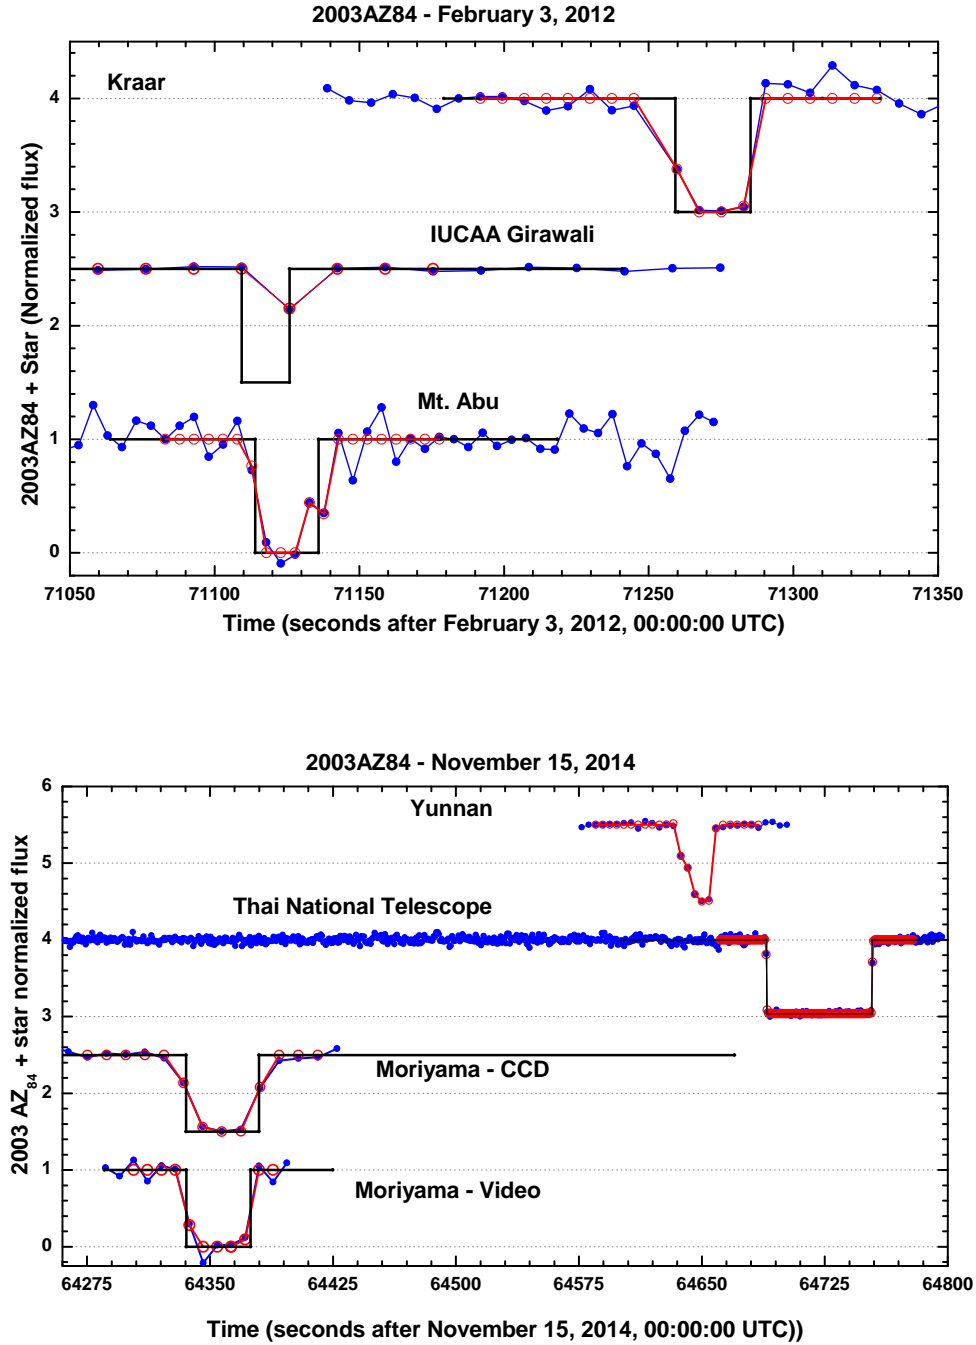 2003AZ84 - February 3, 2012
Kraar
IUCAA Girawali
Mt. Abu
2003AZ84 + Star (Normalized flux)
4
3
2
1
0
71050 71100 71150 71200 71250 71300 71350
Time (seconds after February 3, 2012, 00:00:00 UTC)
2003AZ84 - November 15, 2014
Yunnan
Thai National Telescope
Moriyama - CCD
Moriyama - Video
2003 AZ84 + star normalized flux
6
5
4
3
2
1
0
64275 64350 64425 64500 64575 64650 64725 64800
Time (seconds after November 15, 2014, 00:00:00 UTC))